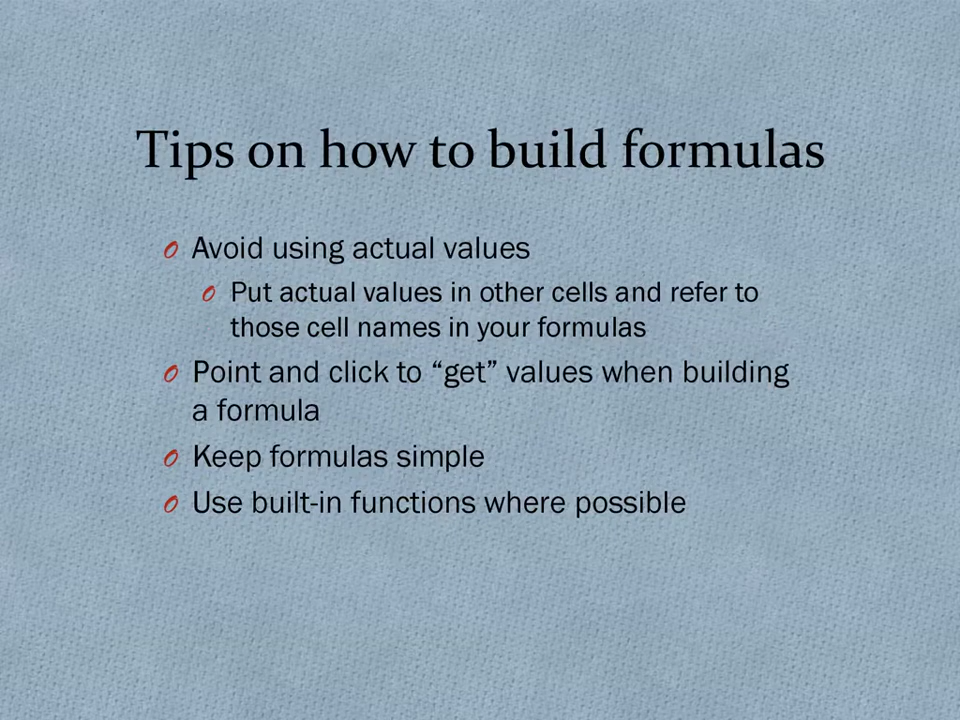 Tips on how to build formulas
Avoid using actual values
Put actual values in other cells and refer to
those cell names in your formulas
Point and click to “get” values when building
a formula
Keep formulas simple
Use built-in functions where possible